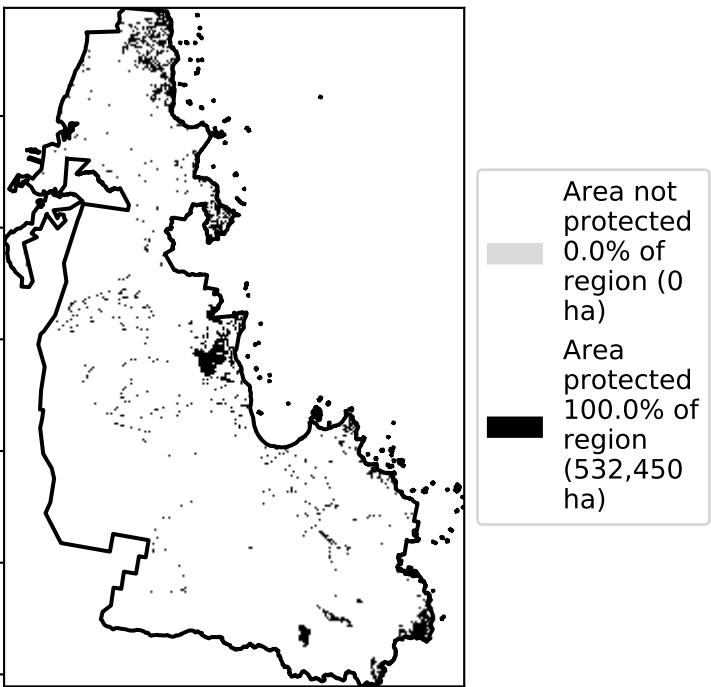 Area not
protected
0.0% of
region (0
ha)
Area
protected
100.0% of
region
(532,450
ha)